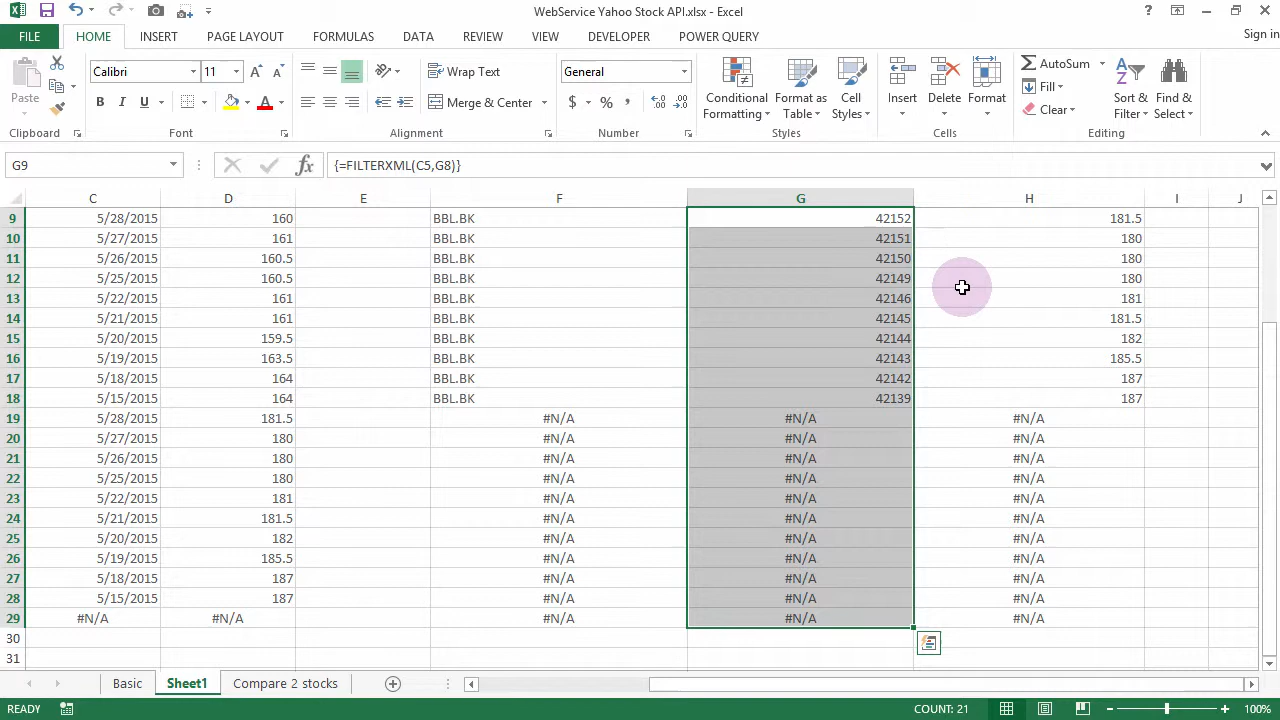 WebService Yahoo Stock API.xlsx - Excel
FILE HOME INSERT PAGE LAYOUT FORMULAS DATA REVIEW VIEW DEVELOPER POWER QUERY Sign in
Calibri 11 Wrap Text General AutoSum
Paste B I U Merge & Center $ % , Conditional Formatting Format as Table Cell Styles Insert Delete Format Fill Clear Sort & Filter Find & Select
Clipboard Font Alignment Number Styles Cells Editing
G9 fx {=FILTERXML(C5,G8)}
C D E F G H I J
9 5/28/2015 160 BBL.BK 42152 181.5
10 5/27/2015 161 BBL.BK 42151 180
11 5/26/2015 160.5 BBL.BK 42150 180
12 5/25/2015 160.5 BBL.BK 42149 180
13 5/22/2015 161 BBL.BK 42146 181
14 5/21/2015 161 BBL.BK 42145 181.5
15 5/20/2015 159.5 BBL.BK 42144 182
16 5/19/2015 163.5 BBL.BK 42143 185.5
17 5/18/2015 164 BBL.BK 42142 187
18 5/15/2015 164 BBL.BK 42139 187
19 5/28/2015 181.5 #N/A #N/A #N/A
20 5/27/2015 180 #N/A #N/A #N/A
21 5/26/2015 180 #N/A #N/A #N/A
22 5/25/2015 180 #N/A #N/A #N/A
23 5/22/2015 181 #N/A #N/A #N/A
24 5/21/2015 181.5 #N/A #N/A #N/A
25 5/20/2015 182 #N/A #N/A #N/A
26 5/19/2015 185.5 #N/A #N/A #N/A
27 5/18/2015 187 #N/A #N/A #N/A
28 5/15/2015 187 #N/A #N/A #N/A
29 #N/A #N/A #N/A #N/A #N/A
30
31
Basic Sheet1 Compare 2 stocks
READY COUNT: 21 100%